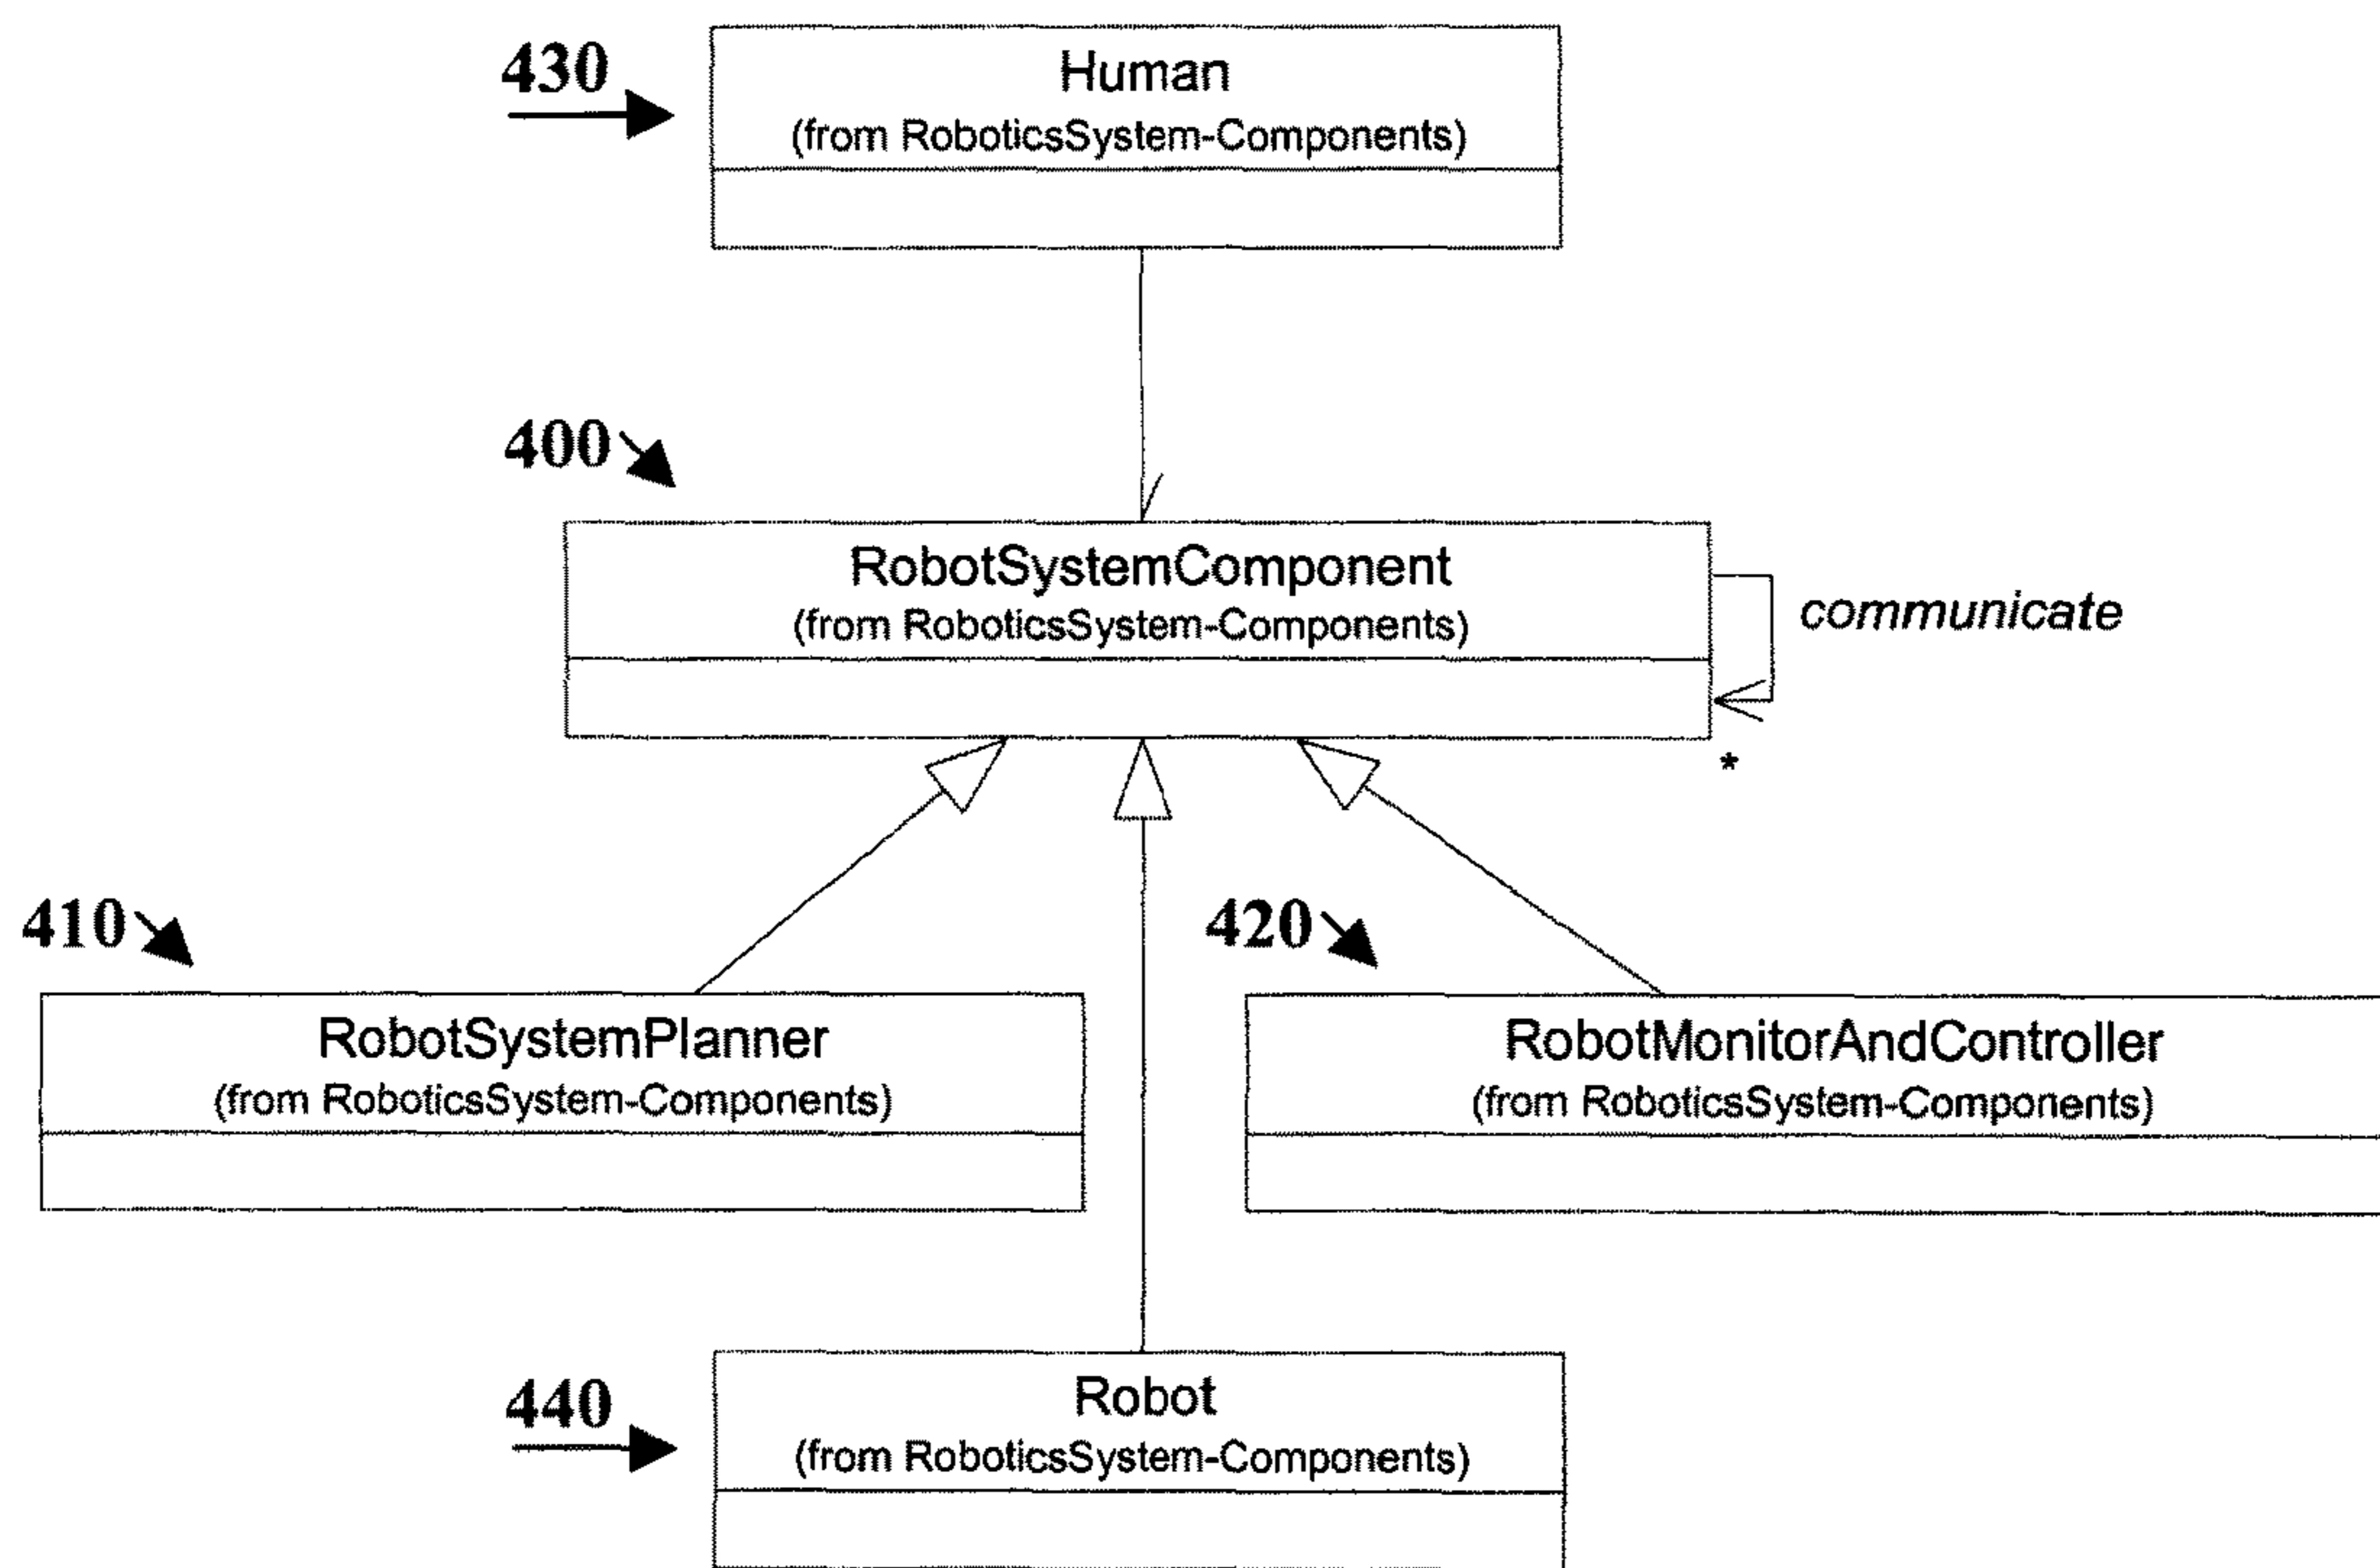 430
Human
(from RoboticsSystem-Components)
400
RobotSystemComponent
(from RoboticsSystem-Components)
communicate
*
410
420
RobotSystemPlanner
(from RoboticsSystem-Components)
RobotMonitorAndController
(from RoboticsSystem-Components)
440
Robot
(from RoboticsSystem-Components)